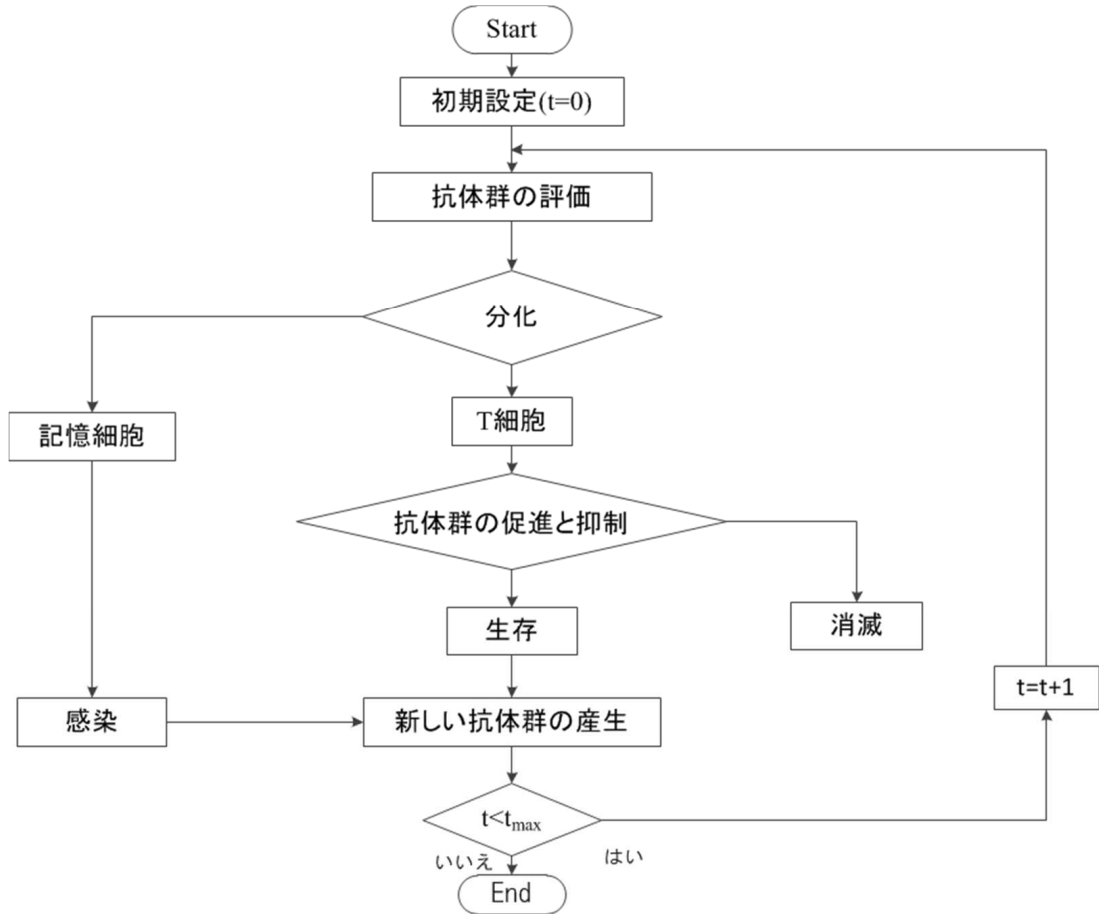 Start
初期設定(t=0)
抗体群の評価
分化
T細胞
記憶細胞
抗体群の促進と抑制
生存
消滅
t=t+1
感染
新しい抗体群の産生
t<tmax
いいえ
はい
End